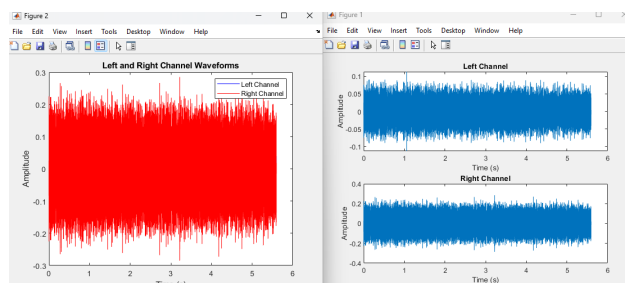 Figure 2
File Edit View Insert Tools Desktop Window Help
Left and Right Channel Waveforms
Left Channel
Right Channel
0.3
0.2
0.1
0
-0.1
-0.2
-0.3
Amplitude
0 1 2 3 4 5 6
Figure 1
File Edit View Insert Tools Desktop Window Help
Left Channel
0.1
0.05
0
-0.05
-0.1
Amplitude
0 1 2 3 4 5 6
Time (s)
Right Channel
0.4
0.2
0
-0.2
-0.4
Amplitude
0 1 2 3 4 5 6
Time (s)